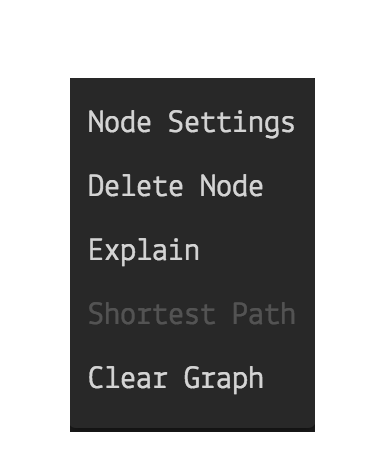 Node Settings
Delete Node
Explain
Shortest Path
Clear Graph